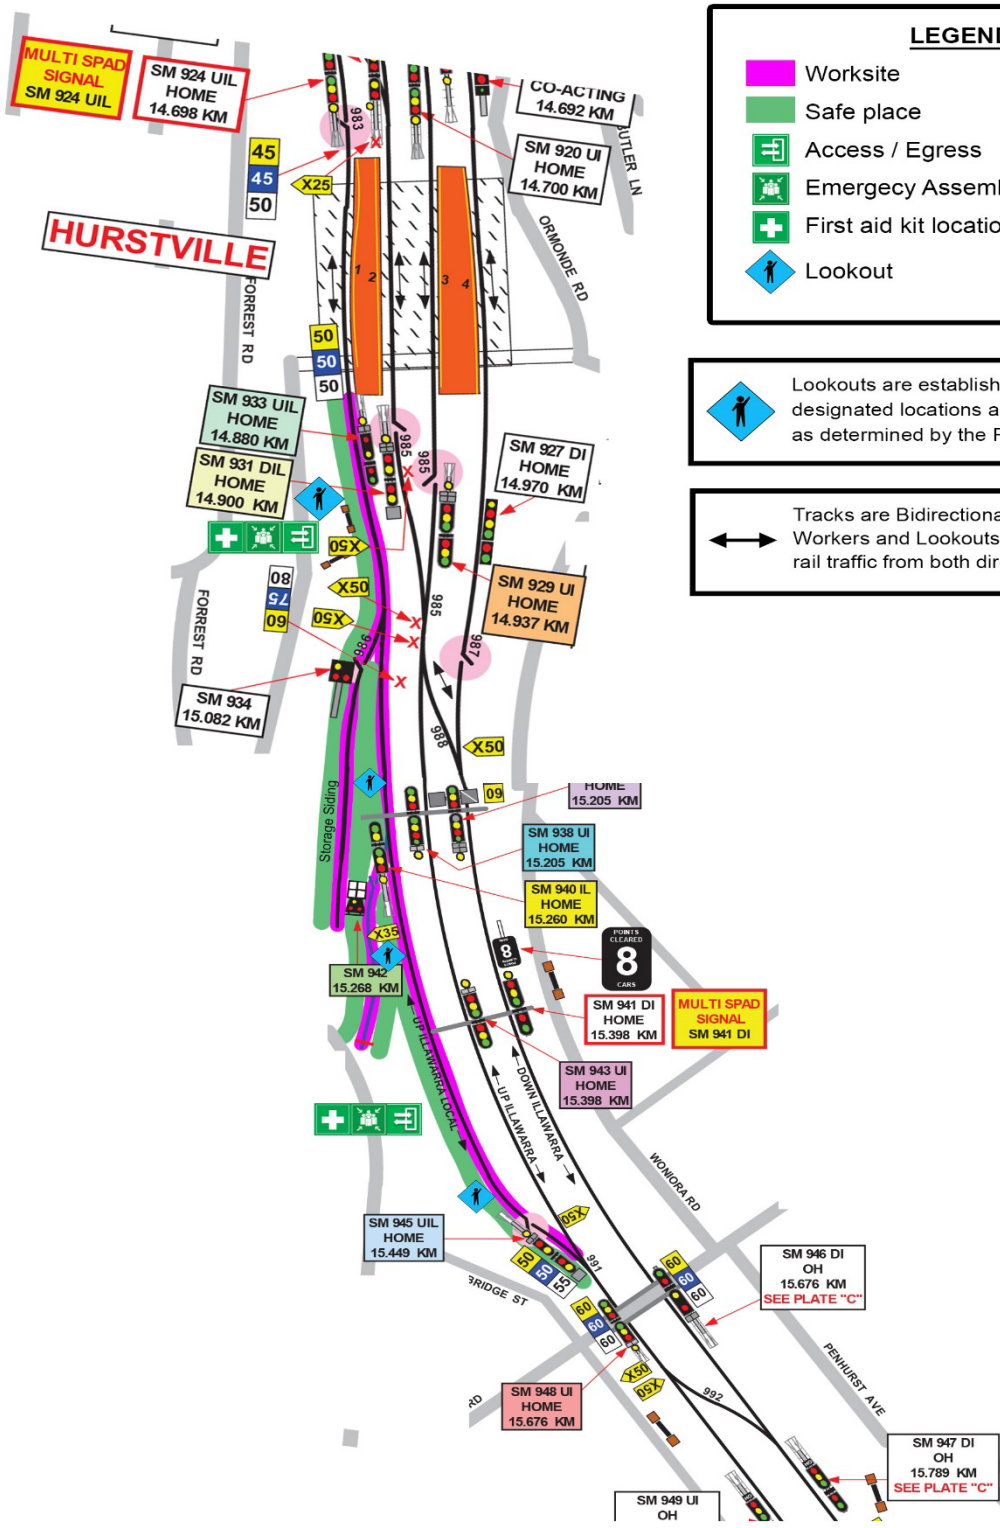 MULTI SPAD
SIGNAL
SM 924 UIL
SM 924 UIL
HOME
14.698 KM
983
CO-ACTING
14.692 KM
SM 920 UI
HOME
14.700 KM
BUTLER LN
ORMONDE RD
45
45
50
X25
HURSTVILLE
FORREST RD
1
2
3
4
50
50
50
LEGEND
Worksite
Safe place
Access / Egress
Emergecy Assemb
First aid kit location
Lookout
Lookouts are establish
designated locations a
as determined by the P
Tracks are Bidirectiona
Workers and Lookouts
rail traffic from both dire
SM 933 UIL
HOME
14.880 KM
SM 931 DIL
HOME
14.900 KM
985
985
SM 927 DI
HOME
14.970 KM
X50
SM 929 UI
HOME
14.937 KM
80
75
60
X50
X50
985
986
987
FORREST RD
SM 934
15.082 KM
988
X50
Storage Siding
60
HOME
15.205 KM
SM 938 UI
HOME
15.205 KM
SM 940 IL
HOME
15.260 KM
X35
SM 942
15.268 KM
8
POINTS
CLEARED
8
CARS
SM 941 DI
HOME
15.398 KM
MULTI SPAD
SIGNAL
SM 941 DI
UP ILLAWARRA LOCAL
UP ILLAWARRA
DOWN ILLAWARRA
SM 943 UI
HOME
15.398 KM
WONIORA RD
SM 945 UIL
HOME
15.449 KM
X50
991
50
50
55
BRIDGE ST
60
60
60
60
60
60
SM 946 DI
OH
15.676 KM
SEE PLATE "C"
X50
X50
992
PENHURST AVE
SM 948 UI
HOME
15.676 KM
RD
SM 947 DI
OH
15.789 KM
SEE PLATE "C"
SM 949 UI
OH